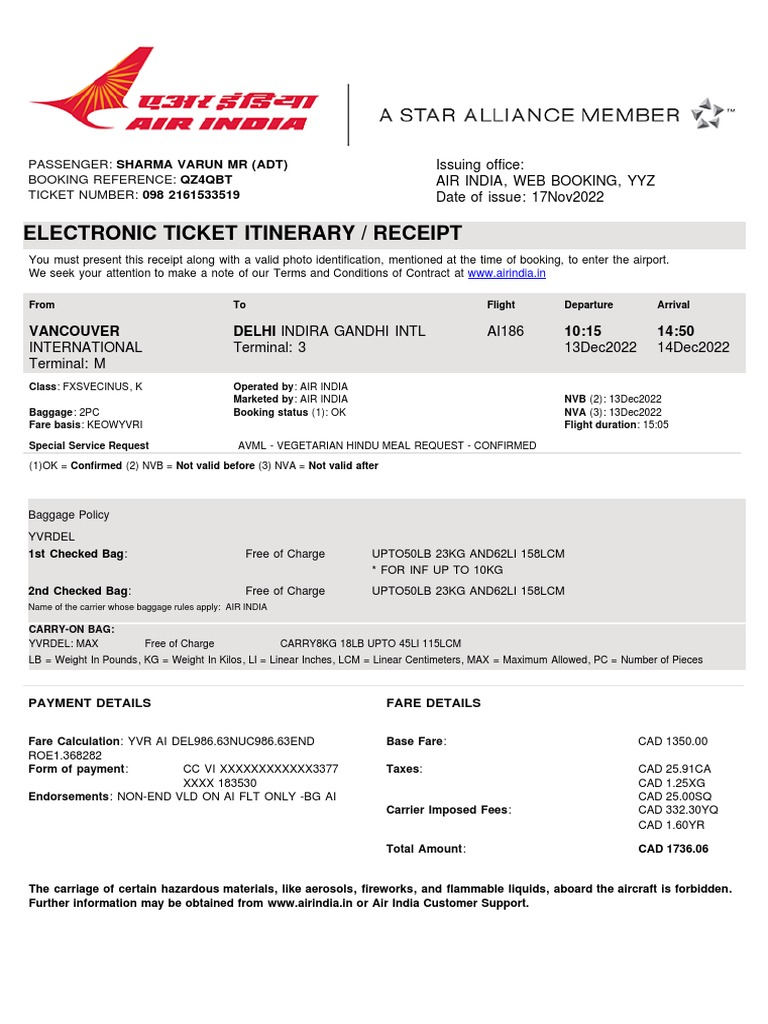 एअर इंडिया
AIR INDIA
A STAR ALLIANCE MEMBER ™
PASSENGER: SHARMA VARUN MR (ADT)
BOOKING REFERENCE: QZ4QBT
TICKET NUMBER: 098 2161533519
Issuing office:
AIR INDIA, WEB BOOKING, YYZ
Date of issue: 17Nov2022
ELECTRONIC TICKET ITINERARY / RECEIPT
You must present this receipt along with a valid photo identification, mentioned at the time of booking, to enter the airport.
We seek your attention to make a note of our Terms and Conditions of Contract at www.airindia.in
From To Flight Departure Arrival
VANCOUVER DELHI INDIRA GANDHI INTL AI186 10:15 14:50
INTERNATIONAL Terminal: 3 13Dec2022 14Dec2022
Terminal: M
Class: FXSVECINUS, K Operated by: AIR INDIA
Marketed by: AIR INDIA NVB (2): 13Dec2022
Baggage: 2PC Booking status (1): OK NVA (3): 13Dec2022
Fare basis: KEOWYVRI Flight duration: 15:05
Special Service Request AVML - VEGETARIAN HINDU MEAL REQUEST - CONFIRMED
(1)OK = Confirmed (2) NVB = Not valid before (3) NVA = Not valid after
Baggage Policy
YVRDEL
1st Checked Bag: Free of Charge UPTO50LB 23KG AND62LI 158LCM
* FOR INF UP TO 10KG
2nd Checked Bag: Free of Charge UPTO50LB 23KG AND62LI 158LCM
Name of the carrier whose baggage rules apply: AIR INDIA
CARRY-ON BAG:
YVRDEL: MAX Free of Charge CARRY8KG 18LB UPTO 45LI 115LCM
LB = Weight In Pounds, KG = Weight In Kilos, LI = Linear Inches, LCM = Linear Centimeters, MAX = Maximum Allowed, PC = Number of Pieces
PAYMENT DETAILS FARE DETAILS
Fare Calculation: YVR AI DEL986.63NUC986.63END Base Fare: CAD 1350.00
ROE1.368282
Form of payment: CC VI XXXXXXXXXXXX3377 Taxes: CAD 25.91CA
XXXX 183530 CAD 1.25XG
Endorsements: NON-END VLD ON AI FLT ONLY -BG AI CAD 25.00SQ
Carrier Imposed Fees: CAD 332.30YQ
CAD 1.60YR
Total Amount: CAD 1736.06
The carriage of certain hazardous materials, like aerosols, fireworks, and flammable liquids, aboard the aircraft is forbidden.
Further information may be obtained from www.airindia.in or Air India Customer Support.